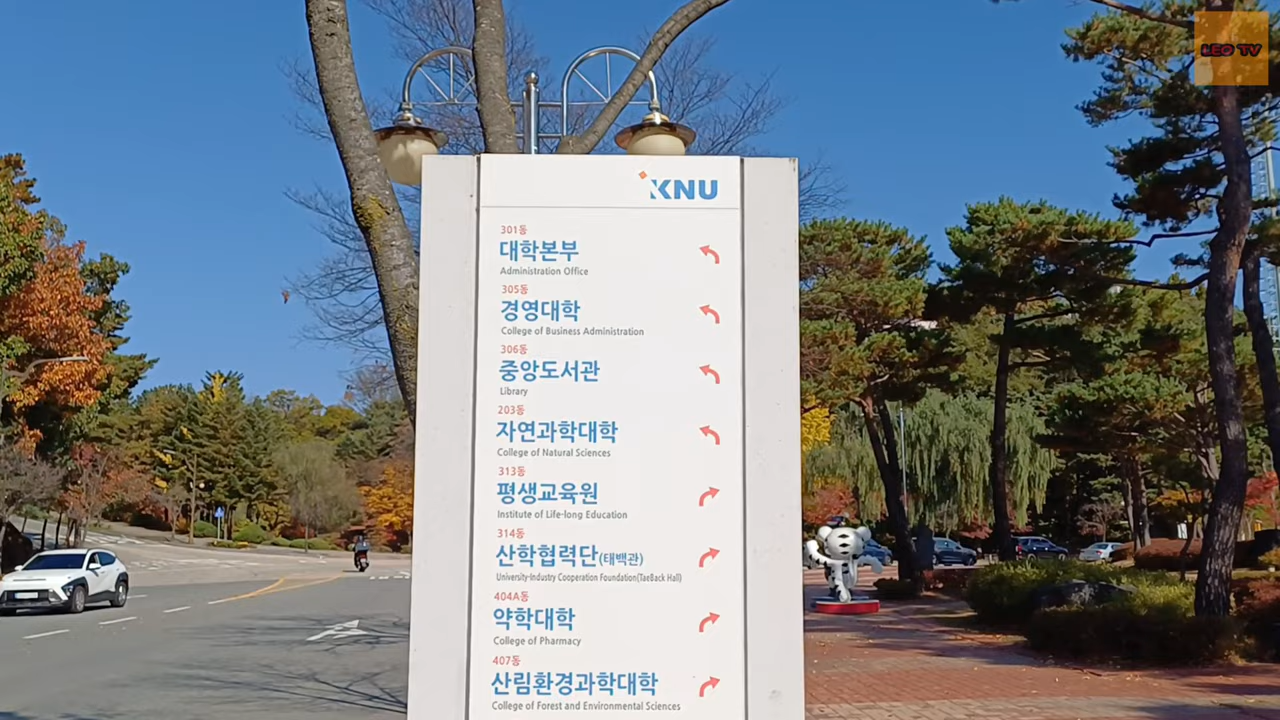 LEO TV
KNU
301동
대학본부
Administration Office
305동
경영대학
College of Business Administration
306동
중앙도서관
Library
203동
자연과학대학
College of Natural Sciences
313동
평생교육원
Institute of Life-long Education
314동
산학협력단(태백관)
University-Industry Cooperation Foundation(TaeBack Hall)
404A동
약학대학
College of Pharmacy
407동
산림환경과학대학
College of Forest and Environmental Sciences